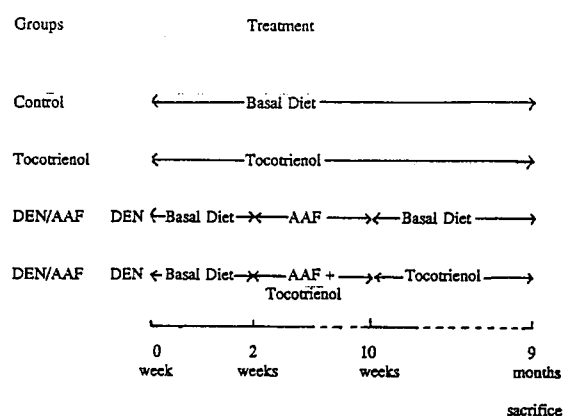 Groups Treatment
Control Basal Diet
Tocotrienol Tocotrienol
DEN/AAF DEN Basal Diet AAF Basal Diet
DEN/AAF DEN Basal Diet AAF + Tocotrienol
Tocotrienol
0 2 10 9
week weeks weeks months
sacrifice